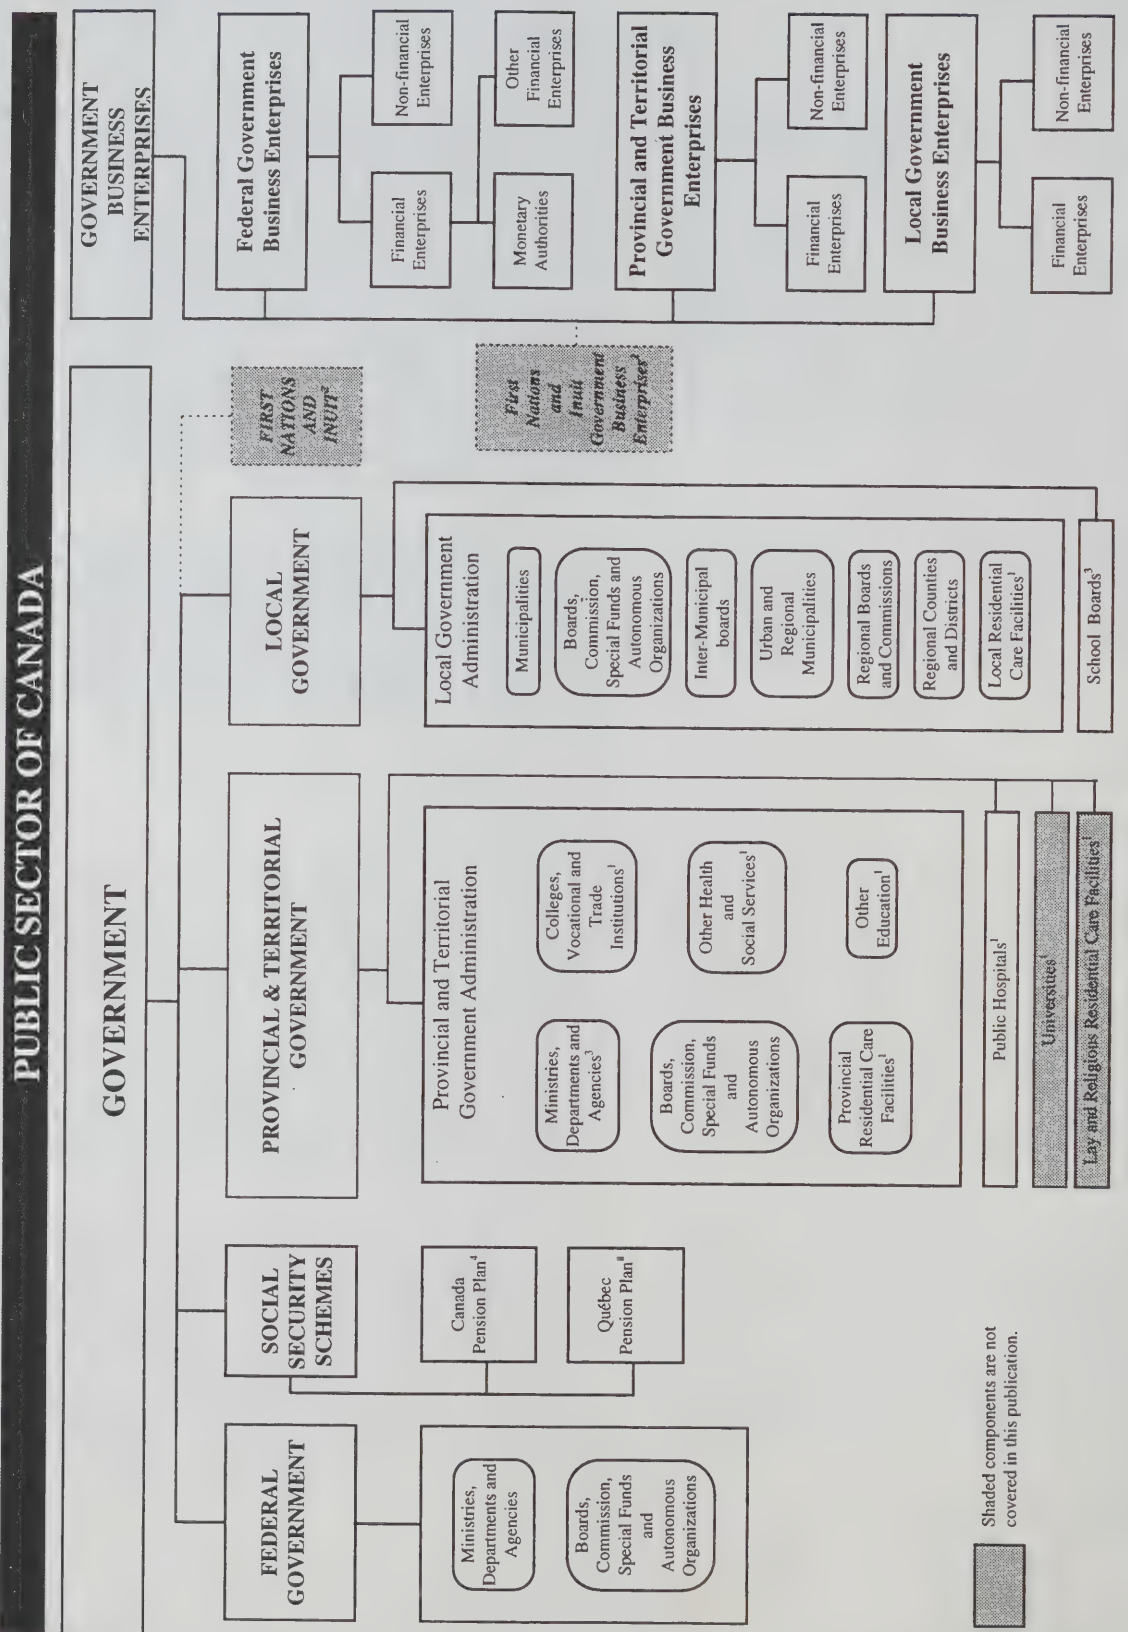 PUBLIC SECTOR OF CANADA
GOVERNMENT
FEDERAL
GOVERNMENT
Ministries,
Departments and
Agencies
Boards,
Commission,
Special Funds
and
Autonomous
Organizations
SOCIAL
SECURITY
SCHEMES
Canada
Pension Plan⁴
Québec
Pension Plan
PROVINCIAL & TERRITORIAL
GOVERNMENT
Provincial and Territorial
Government Administration
Ministries,
Departments and
Agencies³
Colleges,
Vocational and
Trade
Institutions¹
Boards,
Commission,
Special Funds
and
Autonomous
Organizations
Other Health
and
Social Services¹
Provincial
Residential Care
Facilities¹
Other
Education¹
Public Hospitals¹
Universities¹
Lay and Religious Residential Care Facilities¹
LOCAL
GOVERNMENT
Local Government
Administration
Municipalities
Boards,
Commission,
Special Funds and
Autonomous
Organizations
Inter-Municipal
boards
Urban and
Regional
Municipalities
Regional Boards
and Commissions
Regional Counties
and Districts
Local Residential
Care Facilities¹
School Boards³
FIRST
NATIONS
AND
INUIT²
First
Nations
and
Inuit
Government
Business
Enterprises²
GOVERNMENT
BUSINESS
ENTERPRISES
Federal Government
Business Enterprises
Financial
Enterprises
Non-financial
Enterprises
Monetary
Authorities
Other
Financial
Enterprises
Provincial and Territorial
Government Business
Enterprises
Financial
Enterprises
Non-financial
Enterprises
Local Government
Business Enterprises
Financial
Enterprises
Non-financial
Enterprises
Shaded components are not
covered in this publication.